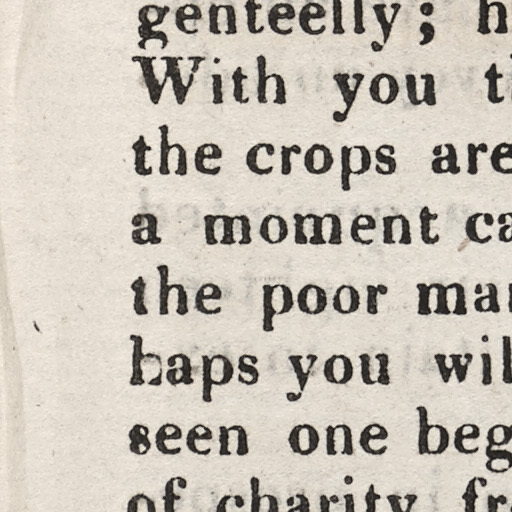 genteelly; h
With you t
the crops are
a moment ca
the poor ma
haps you wil
seen one beg
of charity fr